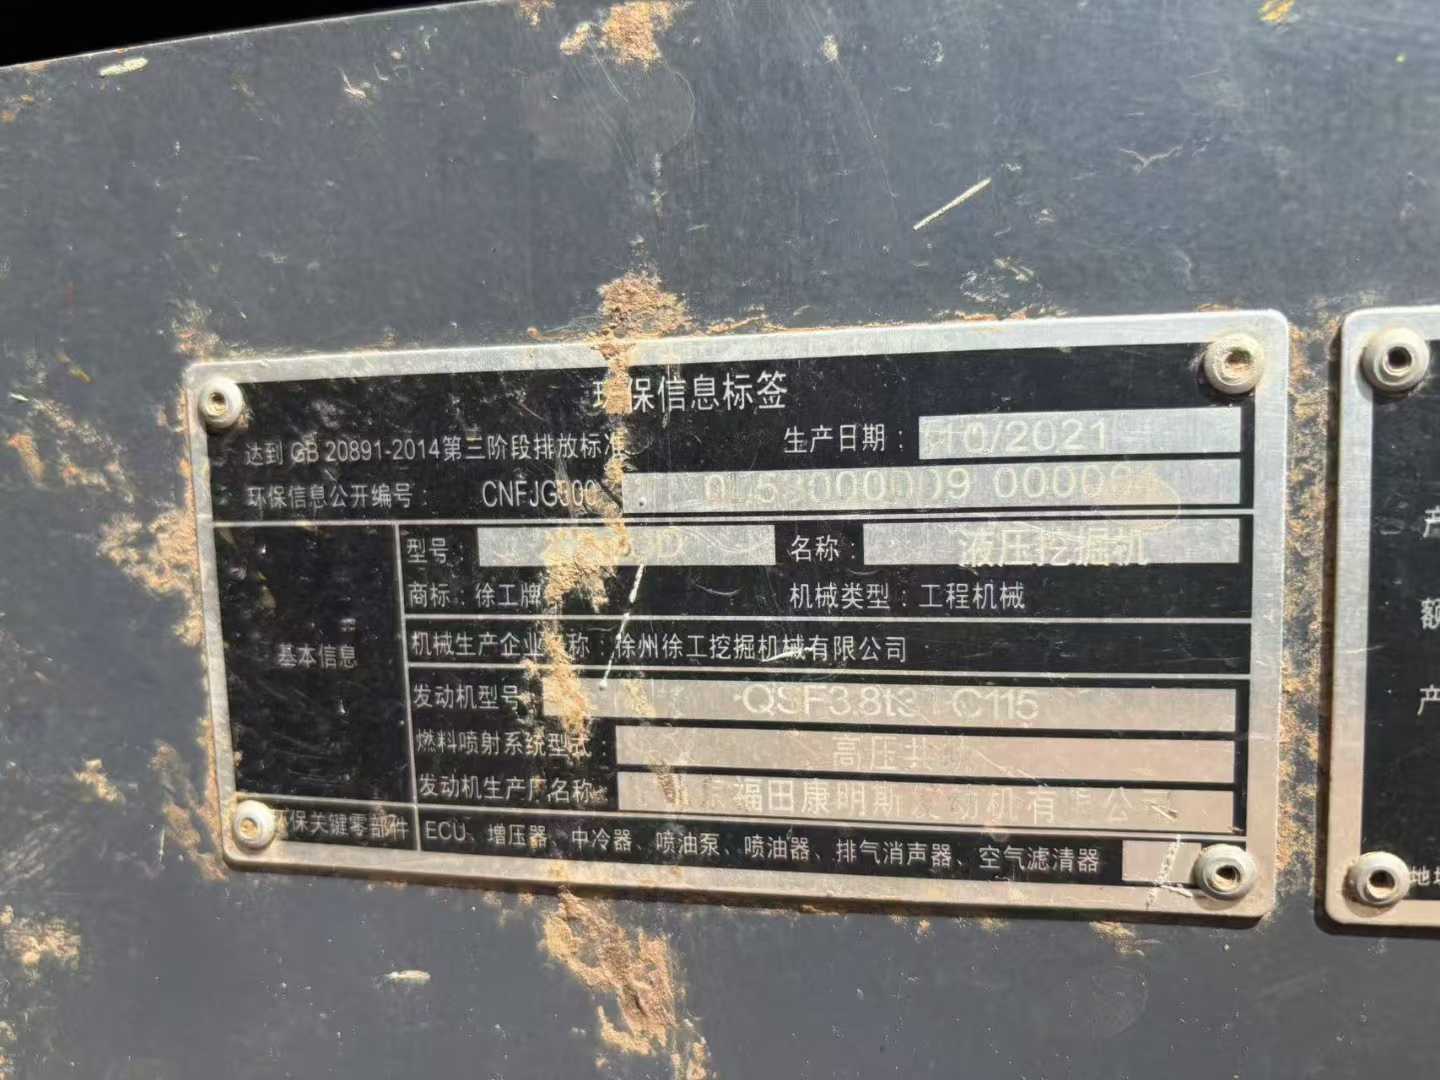 环保信息标签
达到 GB 20891-2014第三阶段排放标准 生产日期： 10/2021
环保信息公开编号： CNFJG
型号： 名称： 液压挖掘机
商标：徐工牌 机械类型：工程机械
基本信息
机械生产企业名称：徐州徐工挖掘机械有限公司
发动机型号： QSF3.8t3 C115
燃料喷射系统型式： 高压共
发动机生产厂名称： 福田康明斯发动机有限公司
环保关键零部件 ECU、增压器、中冷器、喷油泵、喷油器、排气消声器、空气滤清器
产
额
产